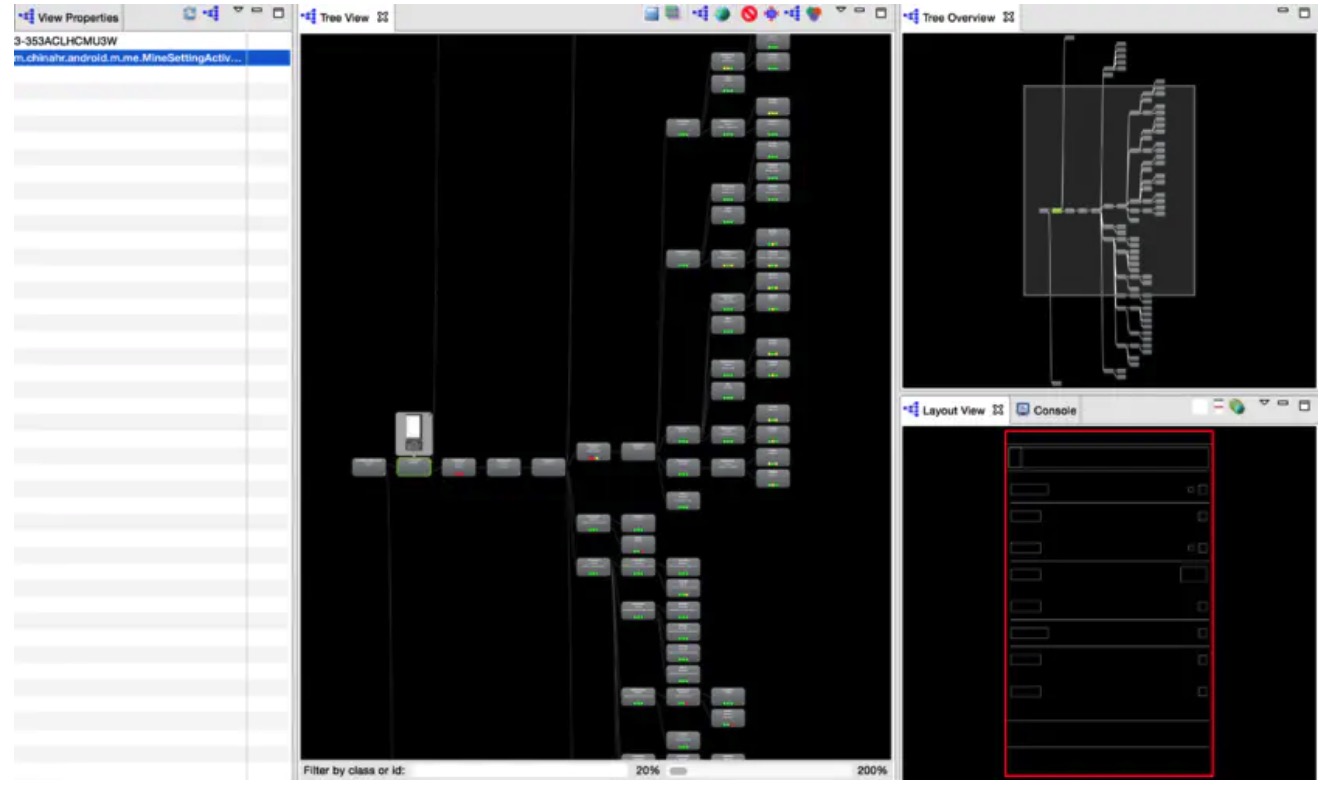 View Properties
3-353ACLHCMU3W
m.chinahr.android.m.me.MineSettingActiv...
Tree View
Filter by class or id:
20%
200%
Tree Overview
Layout View
Console